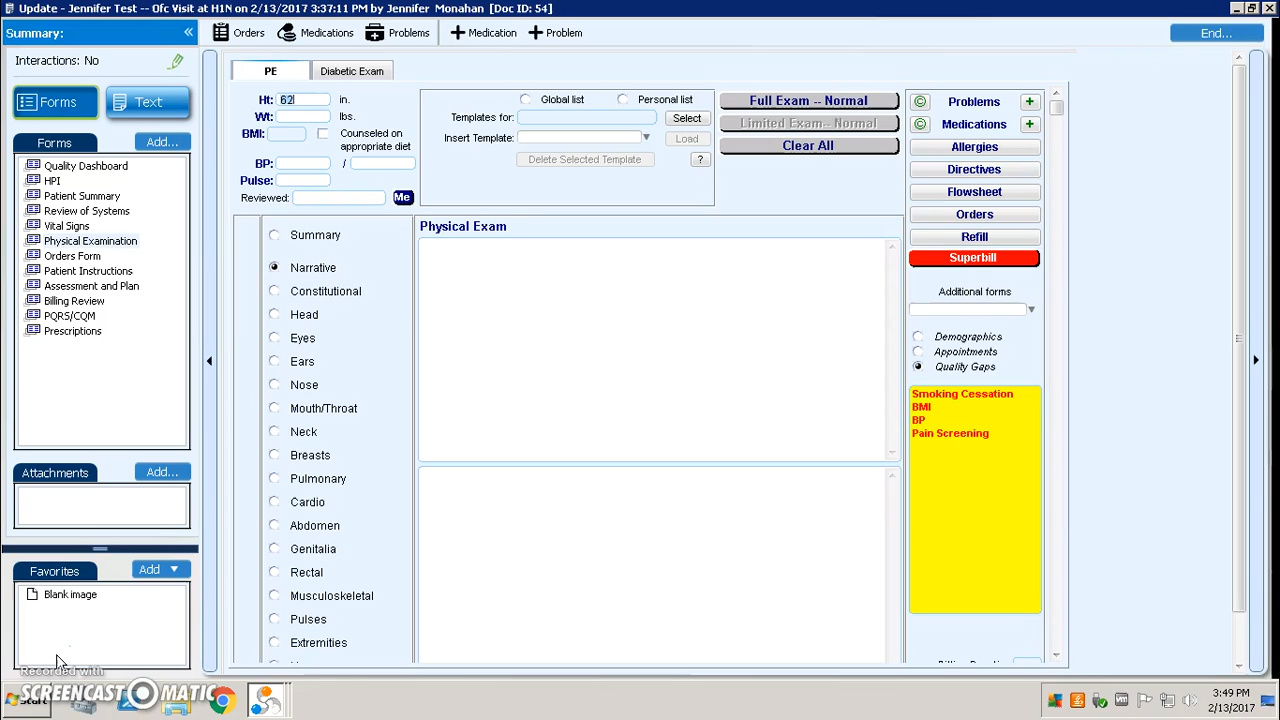 Update - Jennifer Test -- Ofc Visit at H1N on 2/13/2017 3:37:11 PM by Jennifer Monahan [Doc ID: 54]
Summary: «
Orders Medications Problems + Medication + Problem End...
Interactions: No
Forms Text
Forms Add...
Quality Dashboard
HPI
Patient Summary
Review of Systems
Vital Signs
Physical Examination
Orders Form
Patient Instructions
Assessment and Plan
Billing Review
PQRS/CQM
Prescriptions
Attachments Add...
Favorites Add
Blank image
PE Diabetic Exam
Ht: 62 in.
Wt: lbs.
BMI: Counseled on
appropriate diet
BP: /
Pulse:
Reviewed: Me
Global list Personal list
Templates for: Select
Insert Template: Load
Delete Selected Template ?
Full Exam -- Normal
Limited Exam-- Normal
Clear All
Summary
Narrative
Constitutional
Head
Eyes
Ears
Nose
Mouth/Throat
Neck
Breasts
Pulmonary
Cardio
Abdomen
Genitalia
Rectal
Musculoskeletal
Pulses
Extremities
Physical Exam
© Problems +
© Medications +
Allergies
Directives
Flowsheet
Orders
Refill
Superbill
Additional forms
Demographics
Appointments
Quality Gaps
Smoking Cessation
BMI
BP
Pain Screening
Recorded with
SCREENCAST MATIC
Start
3:49 PM
2/13/2017